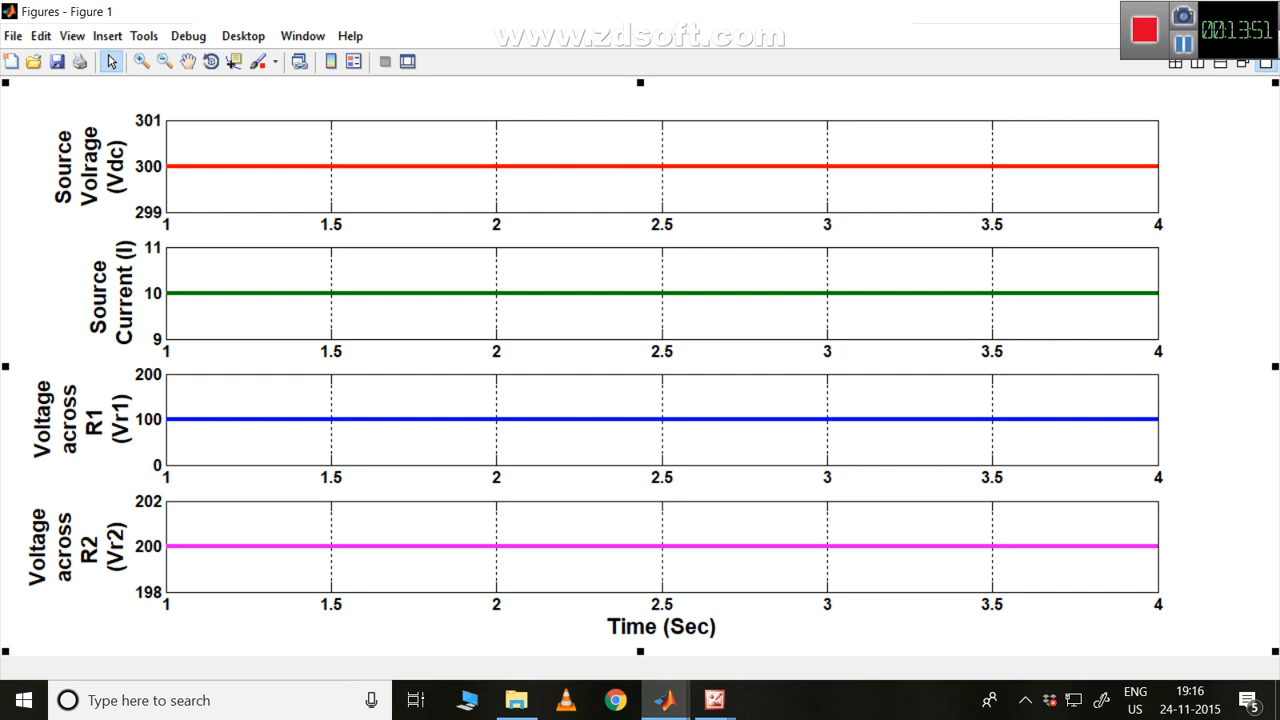 Figures - Figure 1
File Edit View Insert Tools Debug Desktop Window Help
www.zdsoft.com
00:13:51
Source
Volrage
(Vdc)
301
300
299
1 1.5 2 2.5 3 3.5 4
Source
Current (I)
11
10
9
1 1.5 2 2.5 3 3.5 4
Voltage
across
R1
(Vr1)
200
100
0
1 1.5 2 2.5 3 3.5 4
Voltage
across
R2
(Vr2)
202
200
198
1 1.5 2 2.5 3 3.5 4
Time (Sec)
Type here to search
ENG
US
19:16
24-11-2015
5